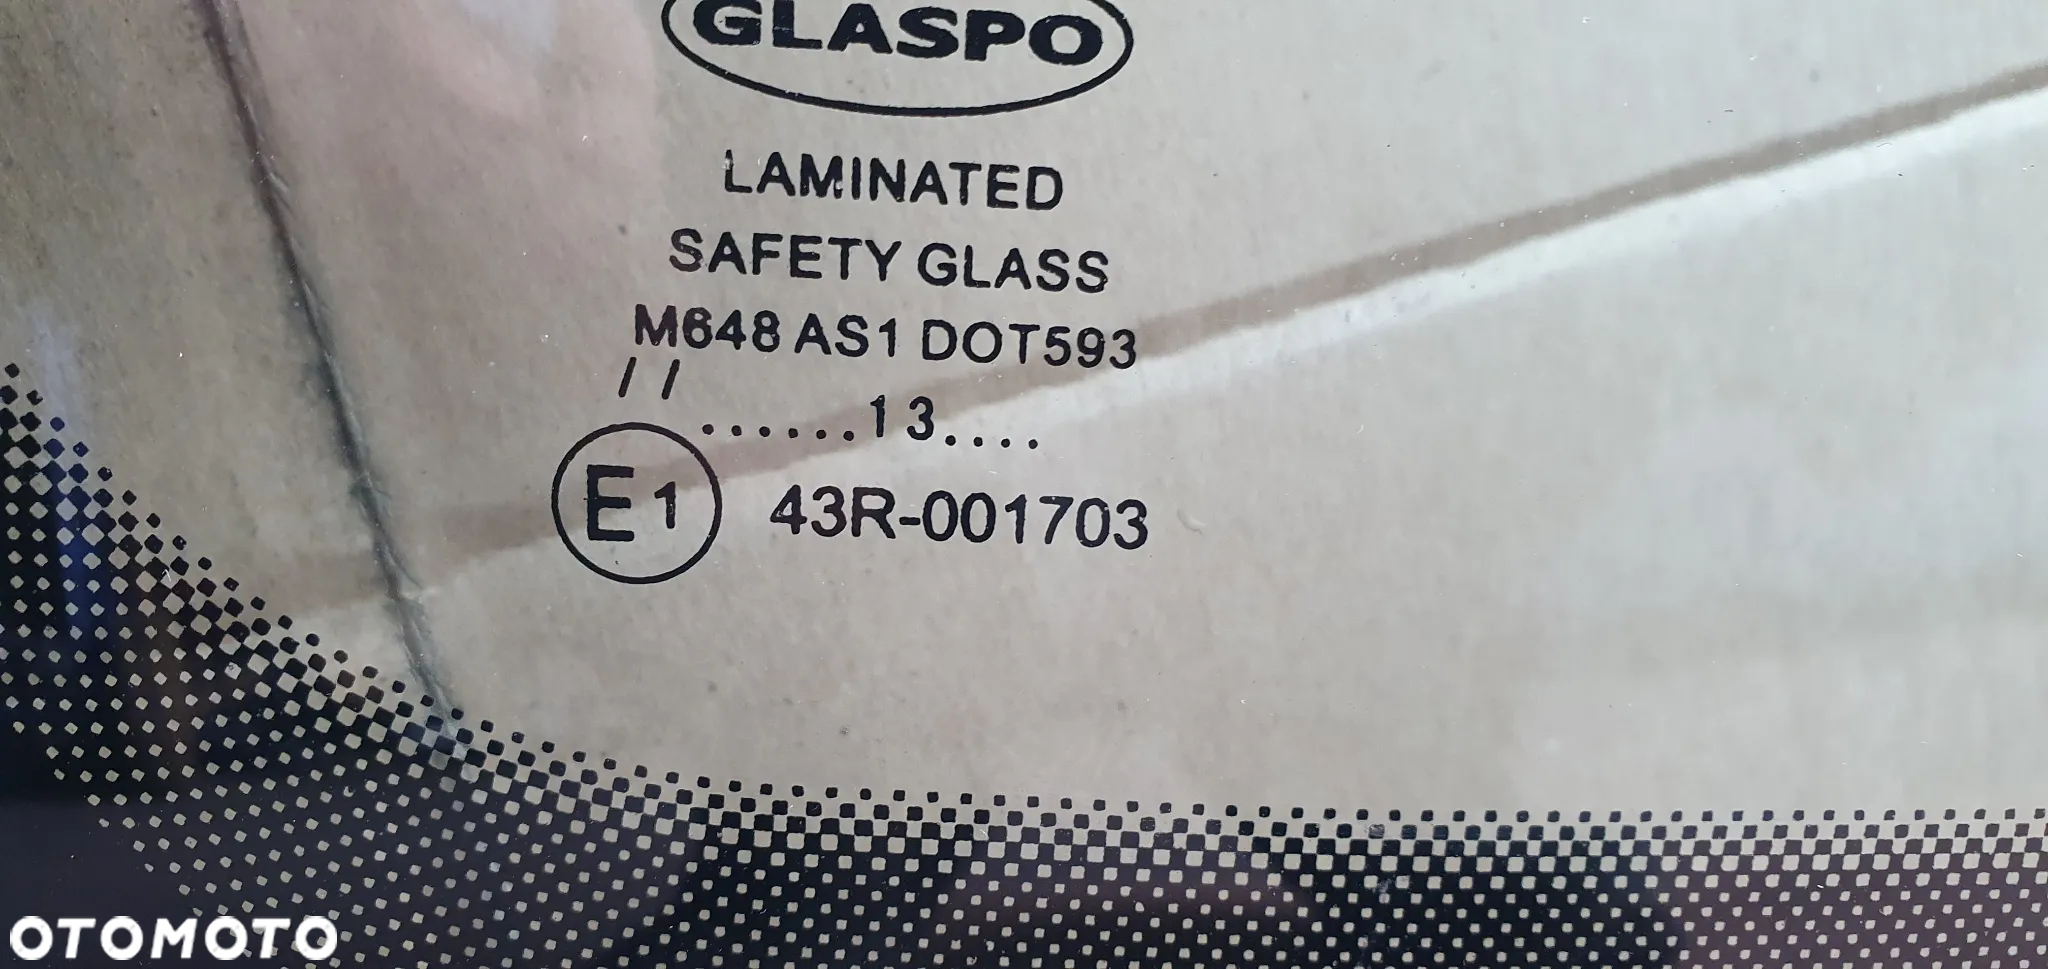 GLASPO
LAMINATED
SAFETY GLASS
M648 AS1 DOT593
//
......13....
E1 43R-001703
OTOMOTO